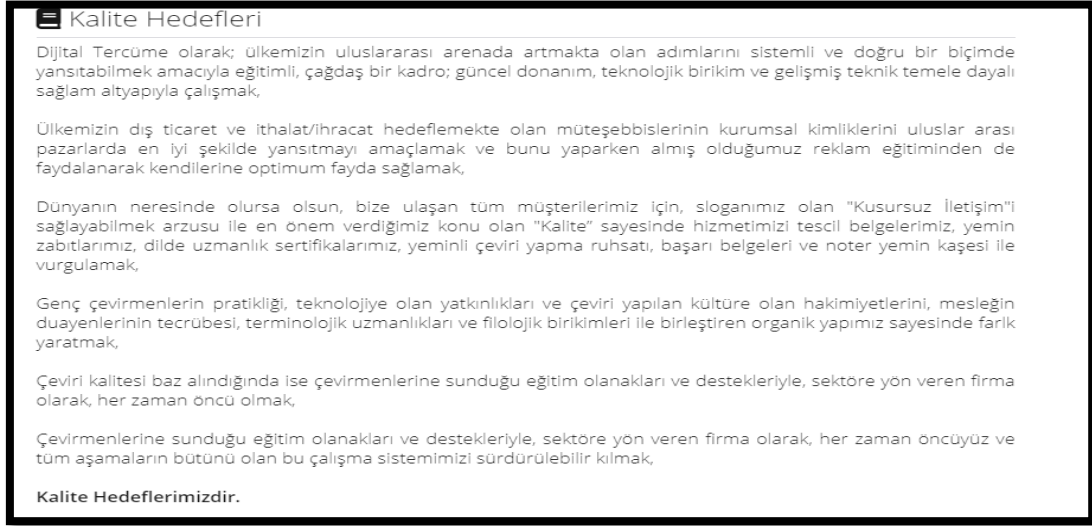 Kalite Hedefleri
Dijital Tercüme olarak; ülkemizin uluslararası arenada artmakta olan adımlarını sistemli ve doğru bir biçimde
yansıtabilmek amacıyla eğitimli, çağdaş bir kadro; güncel donanım, teknolojik birikim ve gelişmiş teknik temele dayalı
sağlam altyapıyla çalışmak,
Ülkemizin dış ticaret ve ithalat/ihracat hedeflemekte olan müteşebbislerinin kurumsal kimliklerini uluslar arası
pazarlarda en iyi şekilde yansıtmayı amaçlamak ve bunu yaparken almış olduğumuz reklam eğitiminden de
faydalanarak kendilerine optimum fayda sağlamak,
Dünyanın neresinde olursa olsun, bize ulaşan tüm müşterilerimiz için, sloganımız olan "Kusursuz İletişim"i
sağlayabilmek arzusu ile en önem verdiğimiz konu olan "Kalite” sayesinde hizmetimizi tescil belgelerimiz, yemin
zabıtlarımız, dilde uzmanlık sertifikalarımız, yeminli çeviri yapma ruhsatı, başarı belgeleri ve noter yemin kaşesi ile
vurgulamak,
Genç çevirmenlerin pratikliği, teknolojiye olan yatkınlıkları ve çeviri yapılan kültüre olan hakimiyetlerini, mesleğin
duayenlerinin tecrübesi, terminolojik uzmanlıkları ve filolojik birikimleri ile birleştiren organik yapımız sayesinde fark
yaratmak,
Çeviri kalitesi baz alındığında ise çevirmenlerine sunduğu eğitim olanakları ve destekleriyle, sektöre yön veren firma
olarak, her zaman öncü olmak,
Çevirmenlerine sunduğu eğitim olanakları ve destekleriyle, sektöre yön veren firma olarak, her zaman öncüyüz ve
tüm aşamaların bütünü olan bu çalışma sistemimizi sürdürülebilir kılmak,
Kalite Hedeflerimizdir.